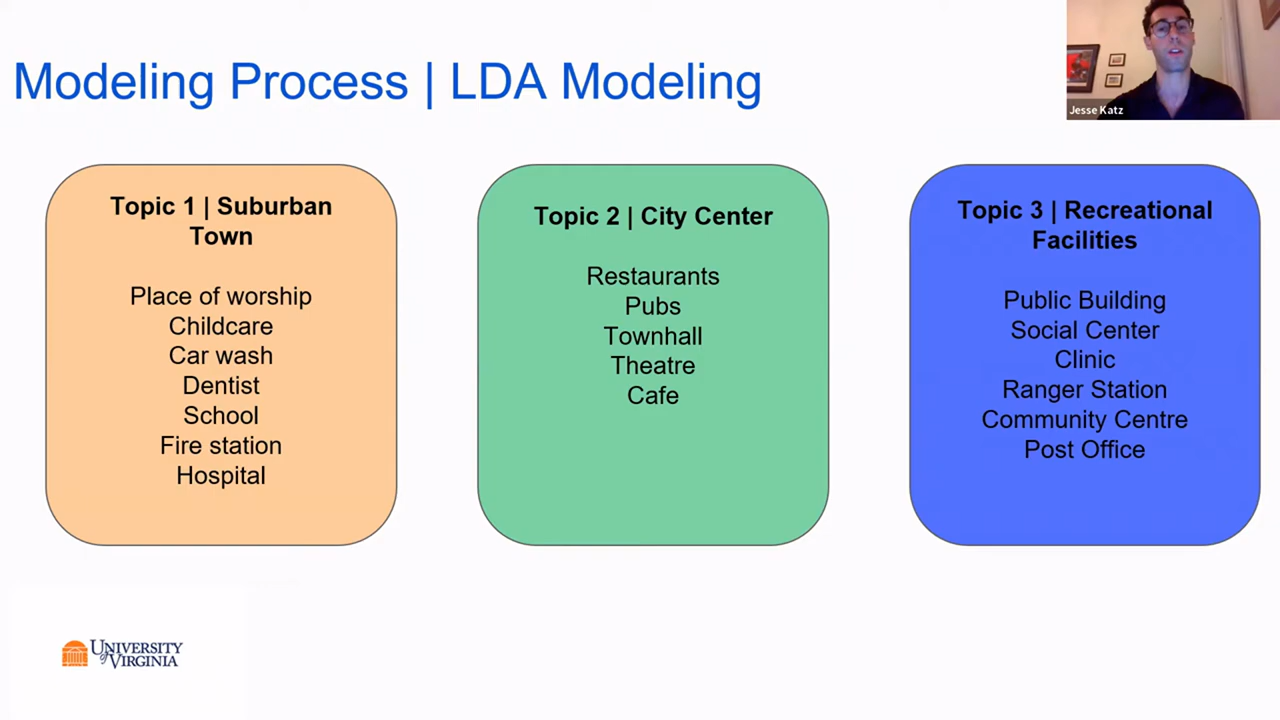 Modeling Process | LDA Modeling
Jesse Katz
Topic 1 | Suburban
Town
Place of worship
Childcare
Car wash
Dentist
School
Fire station
Hospital
Topic 2 | City Center
Restaurants
Pubs
Townhall
Theatre
Cafe
Topic 3 | Recreational
Facilities
Public Building
Social Center
Clinic
Ranger Station
Community Centre
Post Office
UNIVERSITY
of VIRGINIA